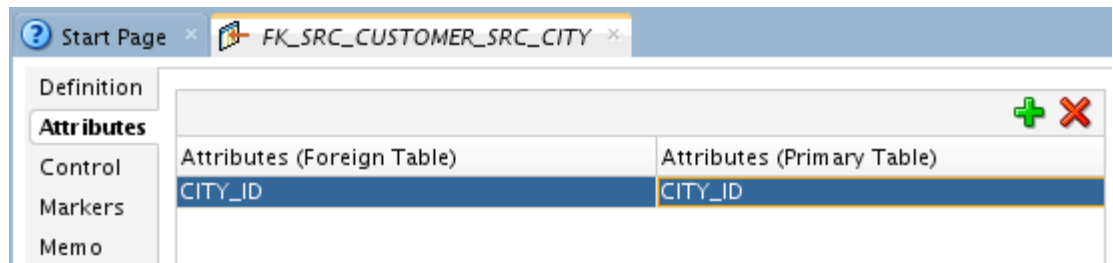 Start Page FK_SRC_CUSTOMER_SRC_CITY
Definition
Attributes
Control
Markers
Memo
Attributes (Foreign Table) Attributes (Primary Table)
CITY_ID CITY_ID